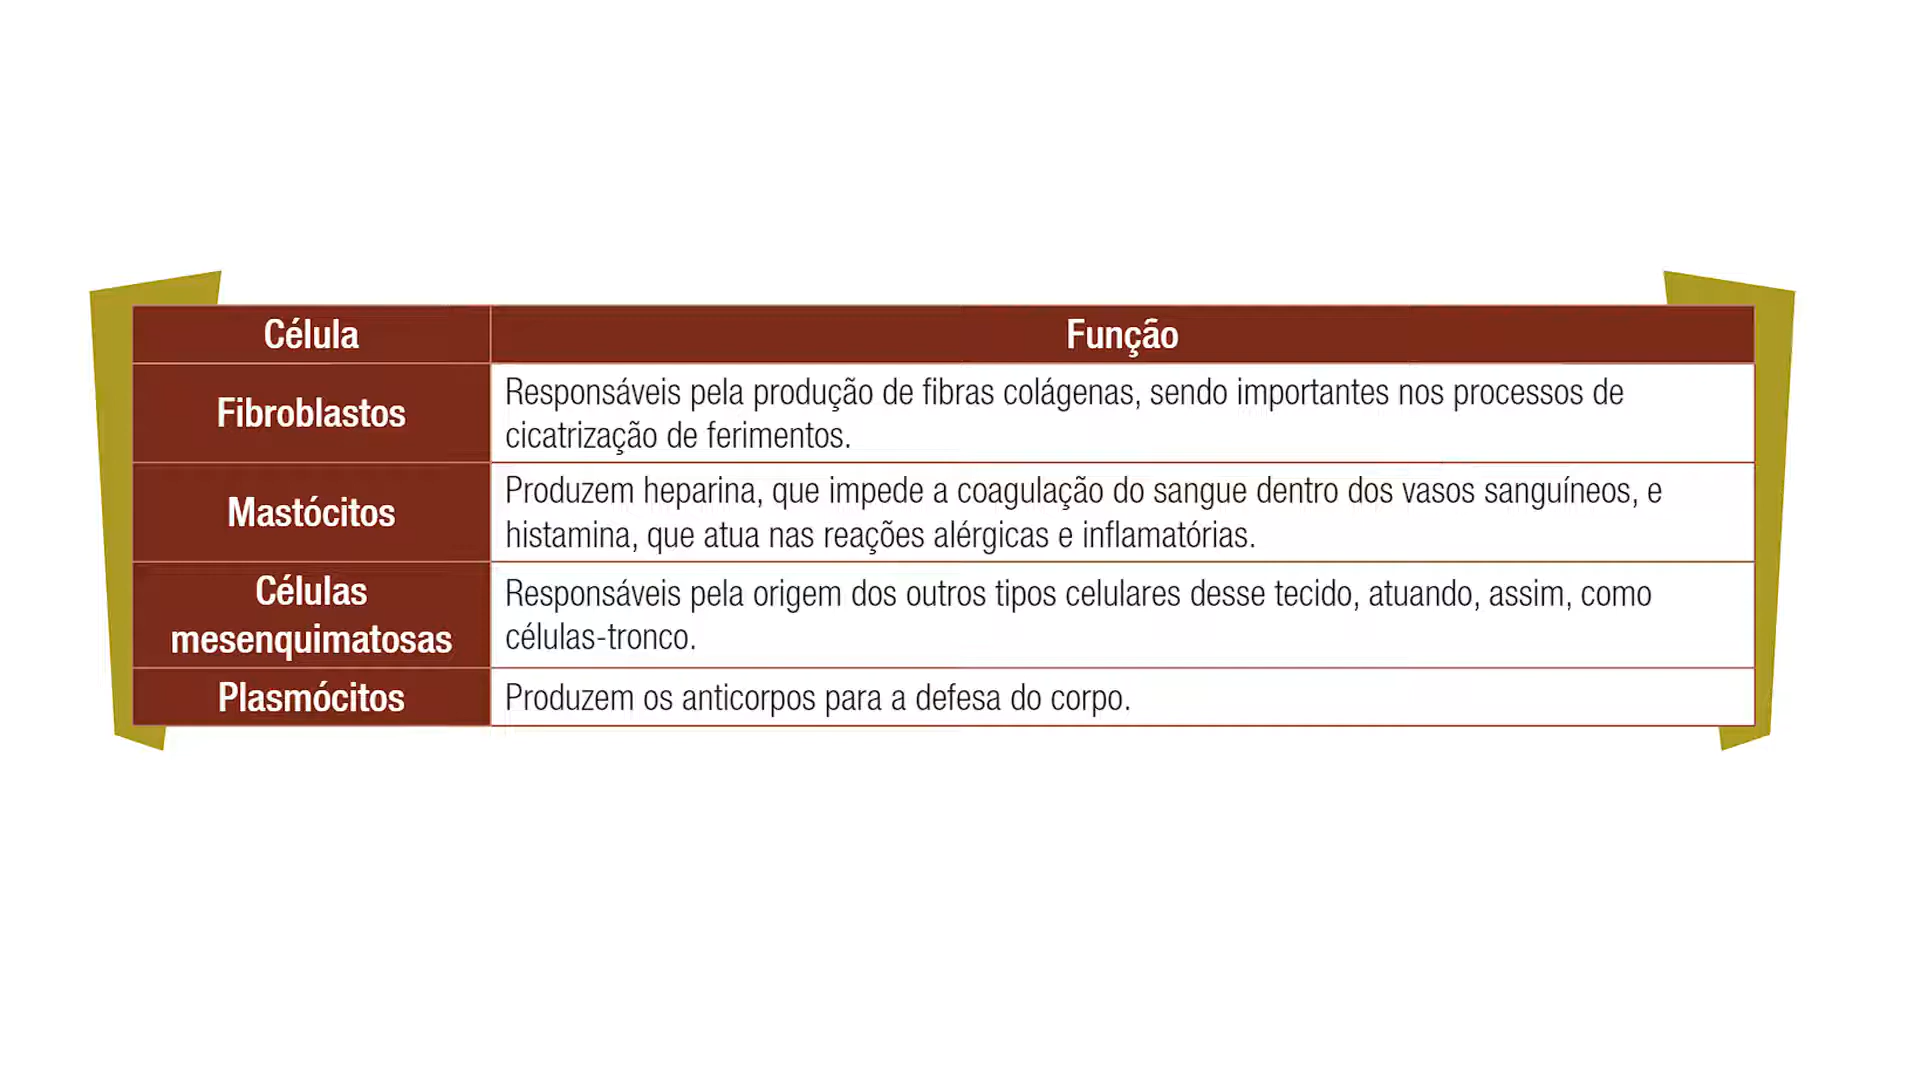 Célula
Função
Fibroblastos
Responsáveis pela produção de fibras colágenas, sendo importantes nos processos de
cicatrização de ferimentos.
Mastócitos
Produzem heparina, que impede a coagulação do sangue dentro dos vasos sanguíneos, e
histamina, que atua nas reações alérgicas e inflamatórias.
Células
mesenquimatosas
Responsáveis pela origem dos outros tipos celulares desse tecido, atuando, assim, como
células-tronco.
Plasmócitos
Produzem os anticorpos para a defesa do corpo.